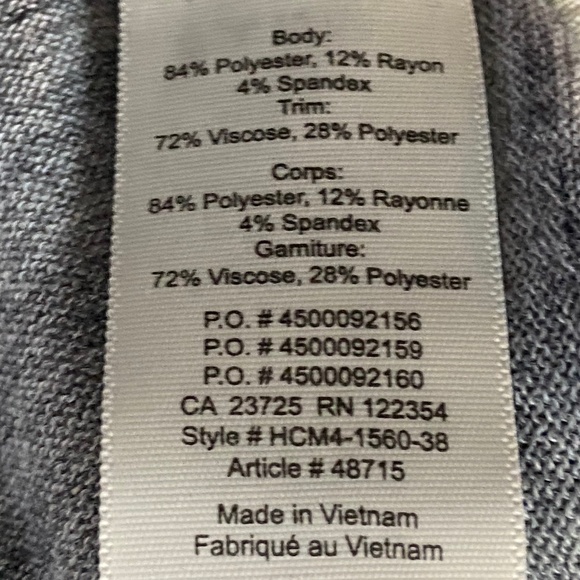 Body:
84% Polyester, 12% Rayon
4% Spandex
Trim:
72% Viscose, 28% Polyester
Corps:
84% Polyester, 12% Rayonne
4% Spandex
Garniture:
72% Viscose, 28% Polyester
P.O. # 4500092156
P.O. # 4500092159
P.O. # 4500092160
CA 23725 RN 122354
Style # HCM4-1560-38
Article # 48715
Made in Vietnam
Fabriqué au Vietnam